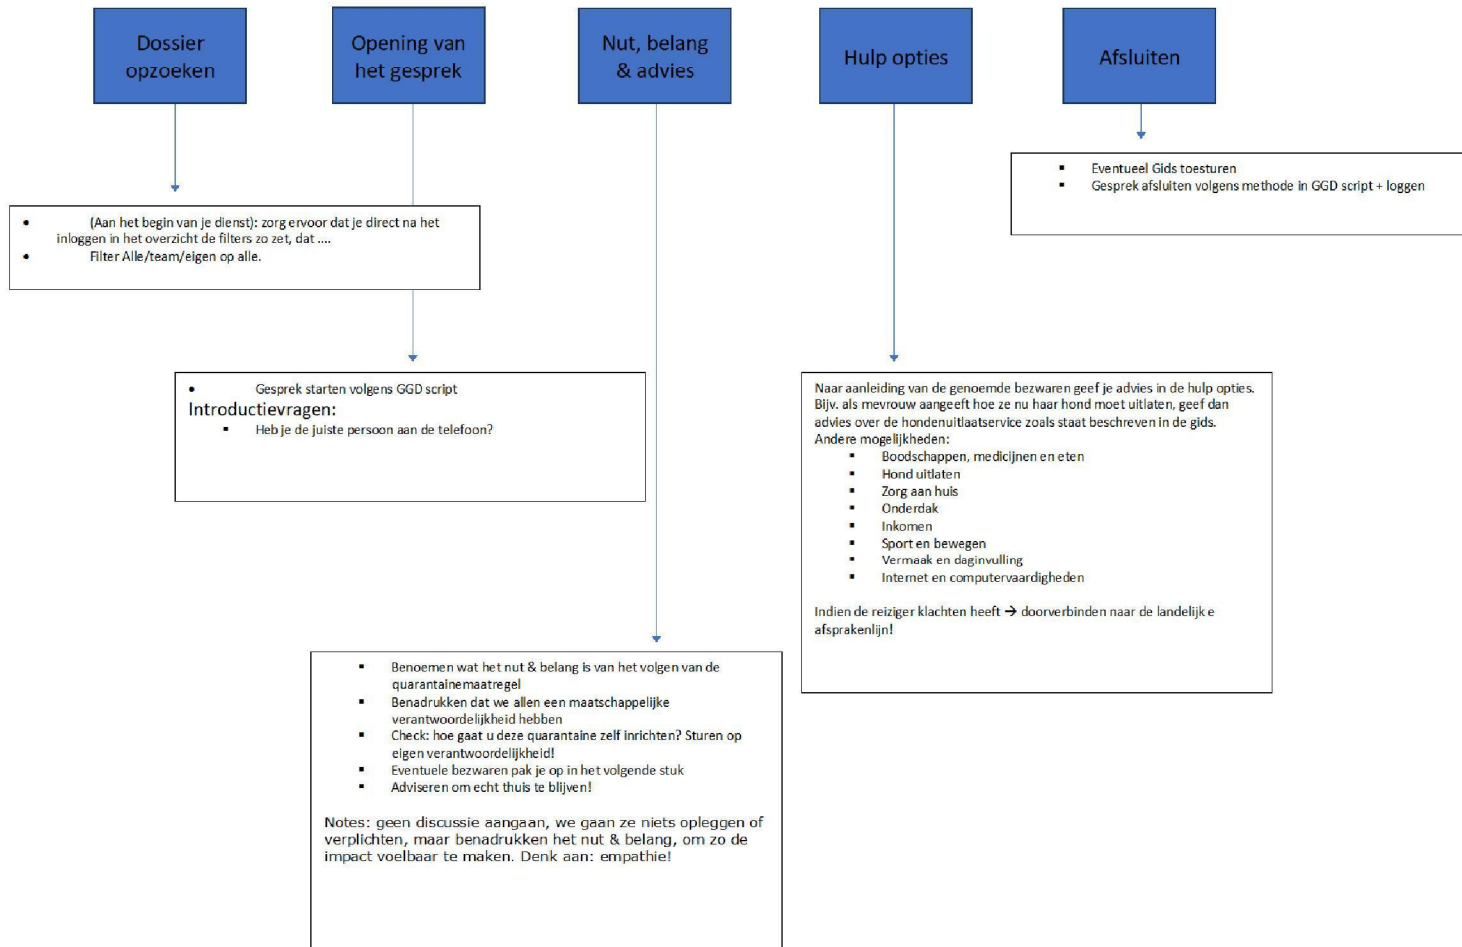 Dossier
opzoeken
Opening van
het gesprek
Nut, belang
& advies
Hulp opties
Afsluiten
▪ Eventueel Gids toesturen
▪ Gesprek afsluiten volgens methode in GGD script + loggen
• (Aan het begin van je dienst): zorg ervoor dat je direct na het
inloggen in het overzicht de filters zo zet, dat ....
• Filter Alle/team/eigen op alle.
• Gesprek starten volgens GGD script
Introductievragen:
▪ Heb je de juiste persoon aan de telefoon?
Naar aanleiding van de genoemde bezwaren geef je advies in de hulp opties.
Bijv. als mevrouw aangeeft hoe ze nu haar hond moet uitlaten, geef dan
advies over de hondenuitlaatservice zoals staat beschreven in de gids.
Andere mogelijkheden:
▪ Boodschappen, medicijnen en eten
▪ Hond uitlaten
▪ Zorg aan huis
▪ Onderdak
▪ Inkomen
▪ Sport en bewegen
▪ Vermaak en daginvulling
▪ Internet en computervaardigheden
Indien de reiziger klachten heeft → doorverbinden naar de landelijk e
afsprakenlijn!
▪ Benoemen wat het nut & belang is van het volgen van de
quarantainemaatregel
▪ Benadrukken dat we allen een maatschappelijke
verantwoordelijkheid hebben
▪ Check: hoe gaat u deze quarantaine zelf inrichten? Sturen op
eigen verantwoordelijkheid!
▪ Eventuele bezwaren pak je op in het volgende stuk
▪ Adviseren om echt thuis te blijven!
Notes: geen discussie aangaan, we gaan ze niets opleggen of
verplichten, maar benadrukken het nut & belang, om zo de
impact voelbaar te maken. Denk aan: empathie!